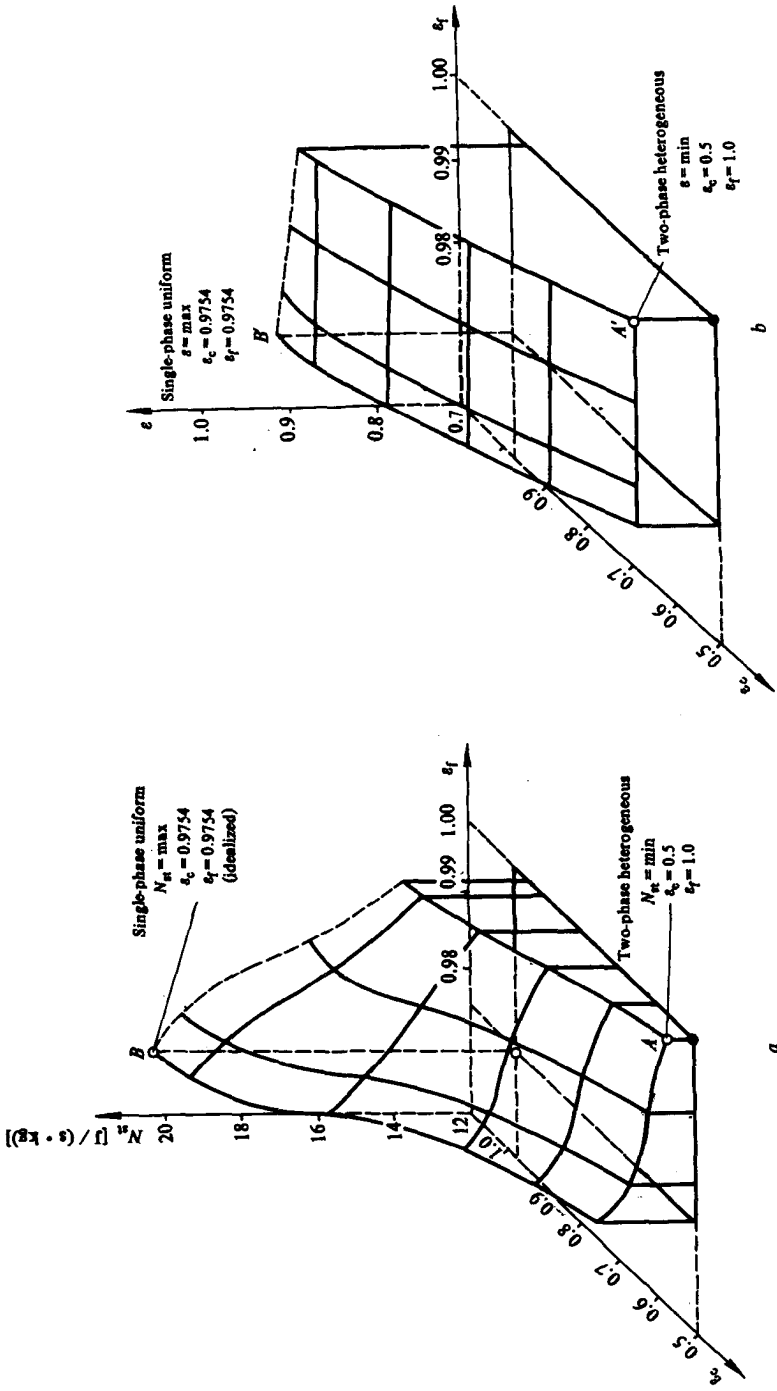 N_st [J / (s • kg)]
20
18
16
14
12
B
Single-phase uniform
N_st = max
ε_c = 0.9754
ε_f = 0.9754
(idealized)
0.98
0.99
1.00
ε_f
1.0
0.9
0.8
0.7
0.6
0.5
ε_c
A
Two-phase heterogeneous
N_st = min
ε_c = 0.5
ε_f = 1.0
a
ε
1.0
0.9
0.8
0.7
B′
Single-phase uniform
ε = max
ε_c = 0.9754
ε_f = 0.9754
0.98
0.99
1.00
ε_f
0.9
0.8
0.7
0.6
0.5
ε_c
A′
Two-phase heterogeneous
ε = min
ε_c = 0.5
ε_f = 1.0
b